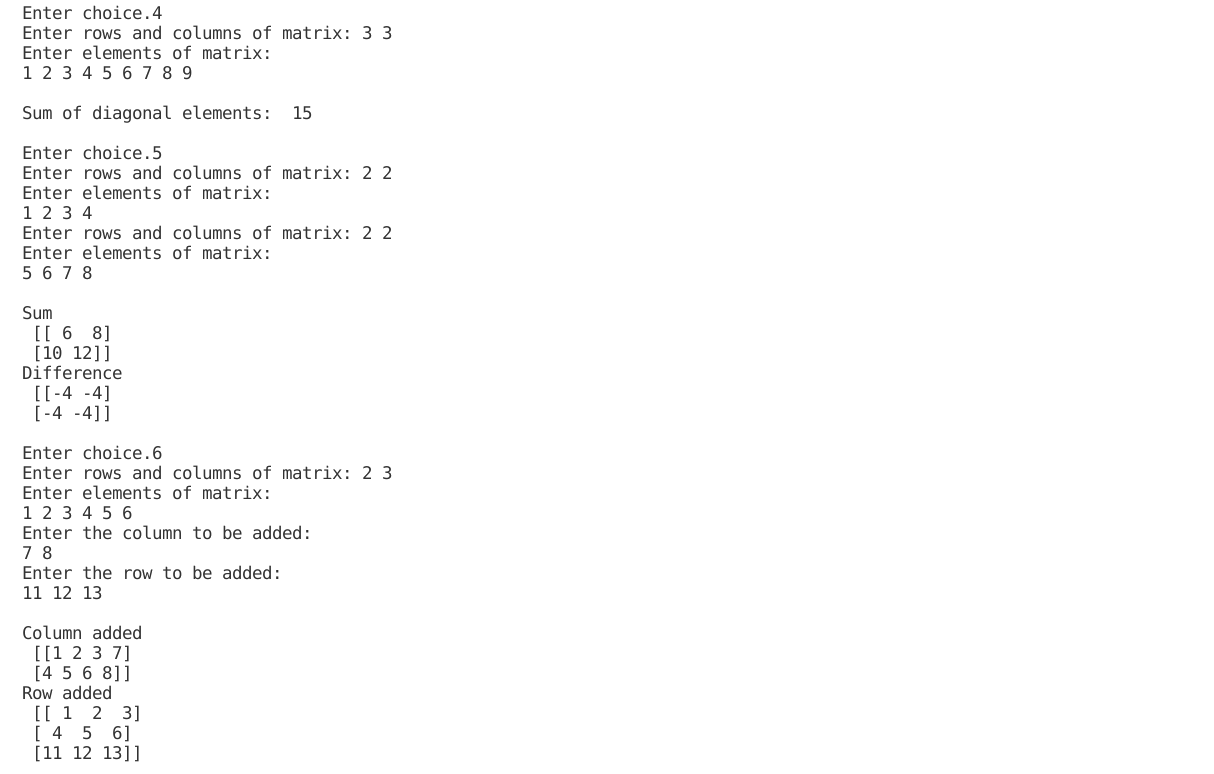 Enter choice.4
Enter rows and columns of matrix: 3 3
Enter elements of matrix:
1 2 3 4 5 6 7 8 9
Sum of diagonal elements:  15
Enter choice.5
Enter rows and columns of matrix: 2 2
Enter elements of matrix:
1 2 3 4
Enter rows and columns of matrix: 2 2
Enter elements of matrix:
5 6 7 8
Sum
 [[ 6  8]
 [10 12]]
Difference
 [[-4 -4]
 [-4 -4]]
Enter choice.6
Enter rows and columns of matrix: 2 3
Enter elements of matrix:
1 2 3 4 5 6
Enter the column to be added:
7 8
Enter the row to be added:
11 12 13
Column added
 [[1 2 3 7]
 [4 5 6 8]]
Row added
 [[ 1  2  3]
 [ 4  5  6]
 [11 12 13]]